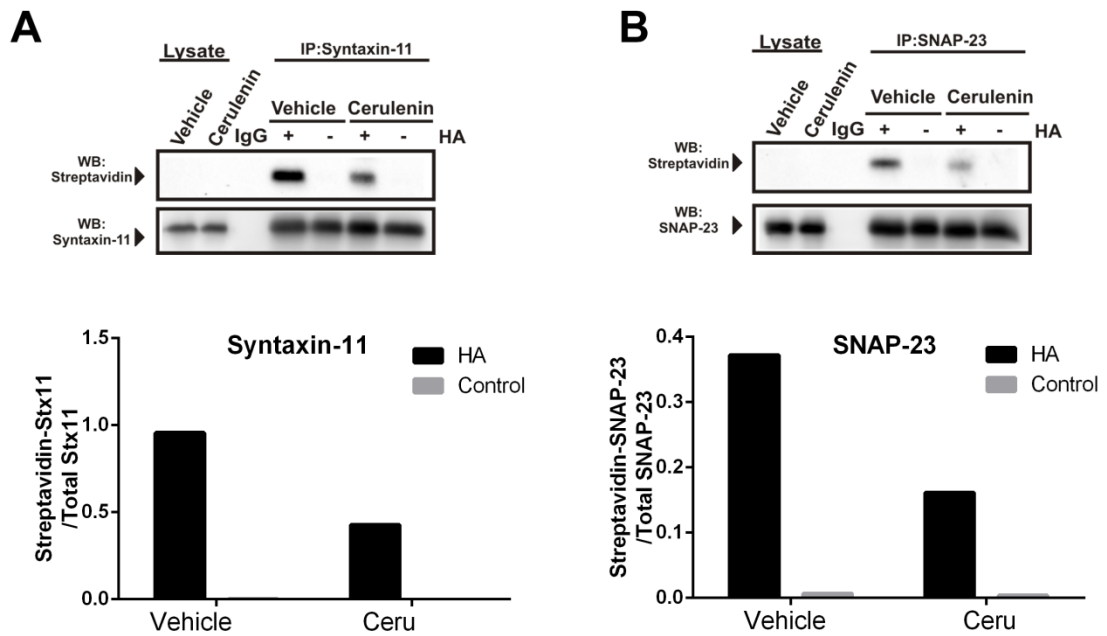 A
Lysate
IP:Syntaxin-11
Vehicle
Cerulenin
IgG
Vehicle
Cerulenin
+
-
+
-
HA
WB:
Streptavidin
WB:
Syntaxin-11
Syntaxin-11
HA
Control
Streptavidin-Stx11
/Total Stx11
1.5
1.0
0.5
0.0
Vehicle
Ceru
B
Lysate
IP:SNAP-23
Vehicle
Cerulenin
IgG
Vehicle
Cerulenin
+
-
+
-
HA
WB:
Streptavidin
WB:
SNAP-23
SNAP-23
HA
Control
Streptavidin-SNAP-23
/Total SNAP-23
0.4
0.3
0.2
0.1
0.0
Vehicle
Ceru